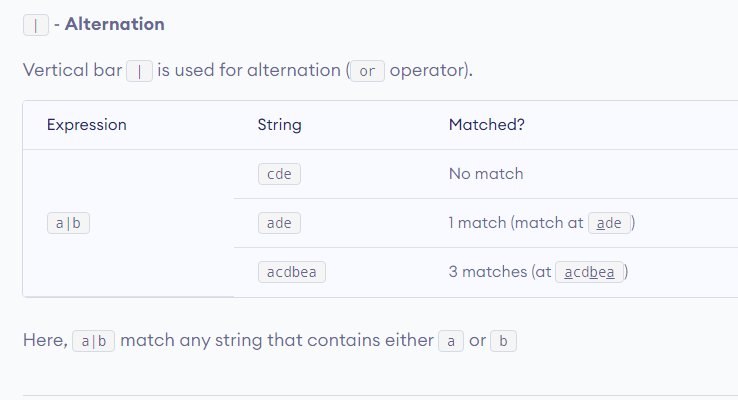 | - Alternation
Vertical bar | is used for alternation ( or operator).
Expression String Matched?
cde No match
a|b ade 1 match (match at ade )
acdbea 3 matches (at acdbea )
Here, a|b match any string that contains either a or b